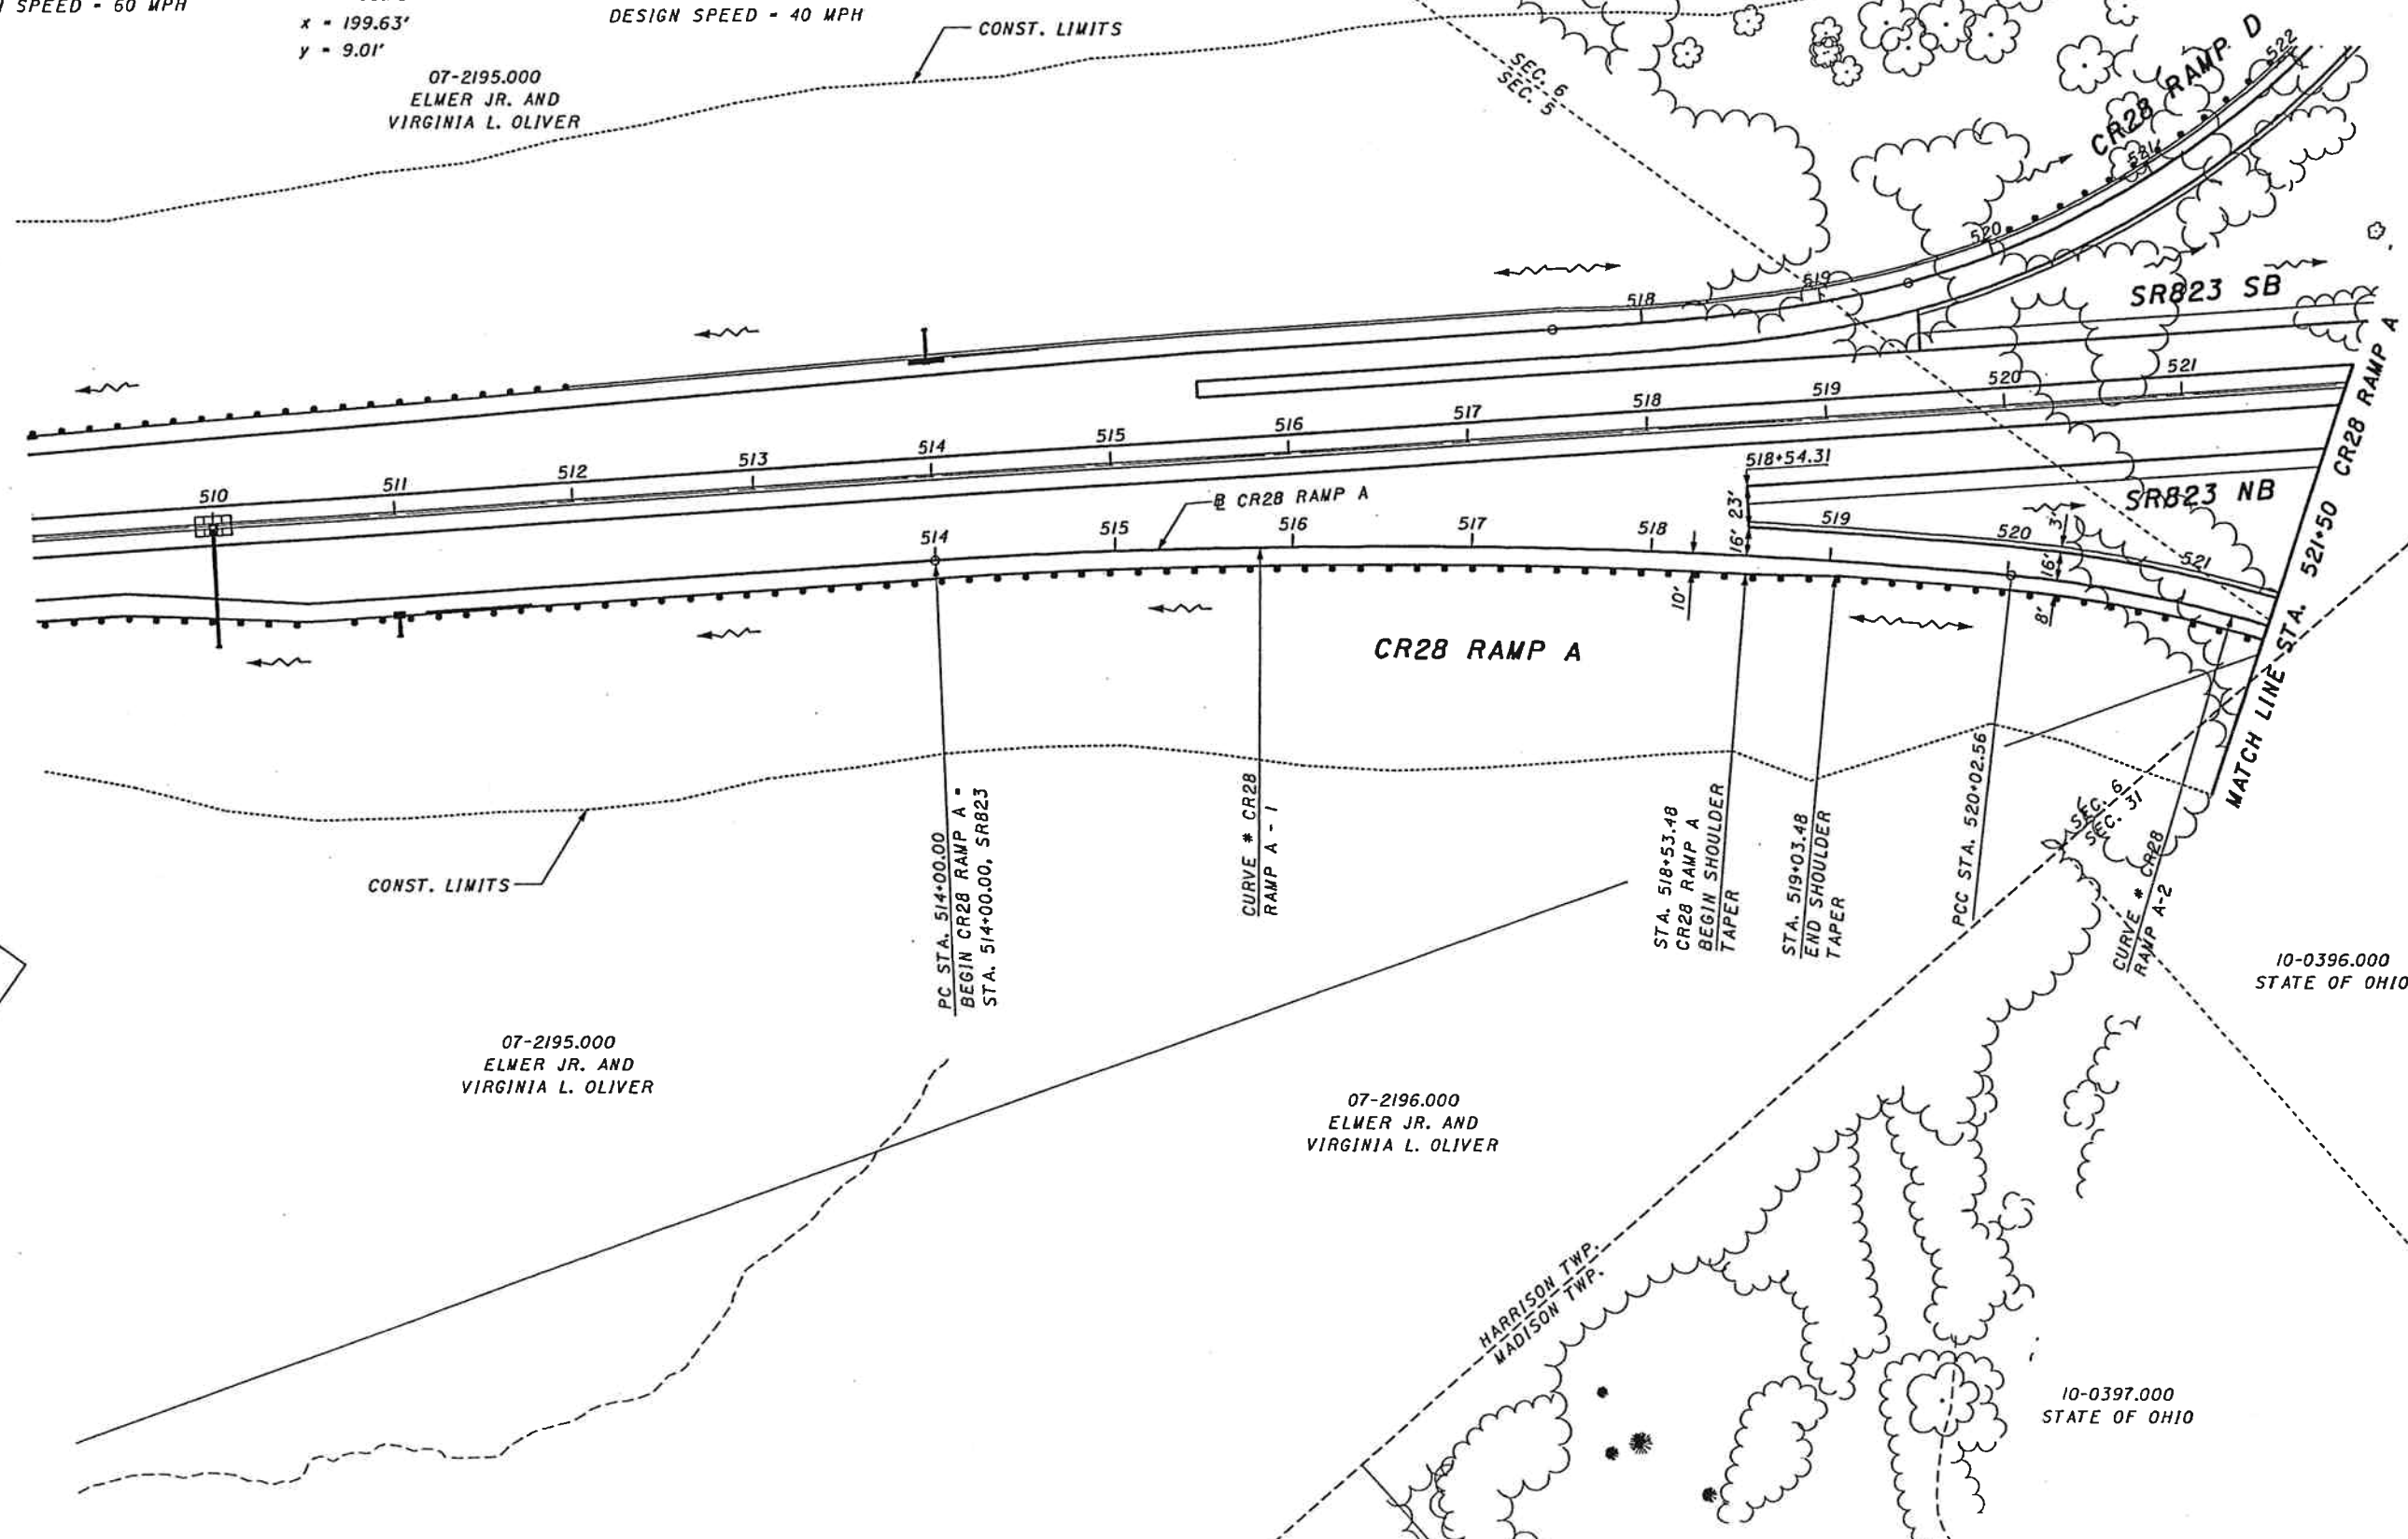 SPEED = 60 MPH
x = 199.63'
y = 9.01'
DESIGN SPEED = 40 MPH
CONST. LIMITS
07-2195.000
ELMER JR. AND
VIRGINIA L. OLIVER
SEC. 6
SEC. 5
CR28 RAMP D
522
521
520
519
518
SR823 SB
510
511
512
513
514
515
516
517
518
519
520
521
518+54.31
23'
16'
SR823 NB
B CR28 RAMP A
514
515
516
517
518
519
520
521
3'
16'
10'
8'
CR28 RAMP A
MATCH LINE STA. 521+50 CR28 RAMP A
CONST. LIMITS
PC STA. 514+00.00
BEGIN CR28 RAMP A =
STA. 514+00.00, SR823
CURVE # CR28
RAMP A - 1
STA. 518+53.48
CR28 RAMP A
BEGIN SHOULDER
TAPER
STA. 519+03.48
END SHOULDER
TAPER
PCC STA. 520+02.56
CURVE # CR28
RAMP A-2
SEC. 6
SEC. 31
10-0396.000
STATE OF OHIO
07-2195.000
ELMER JR. AND
VIRGINIA L. OLIVER
07-2196.000
ELMER JR. AND
VIRGINIA L. OLIVER
HARRISON TWP.
MADISON TWP.
10-0397.000
STATE OF OHIO